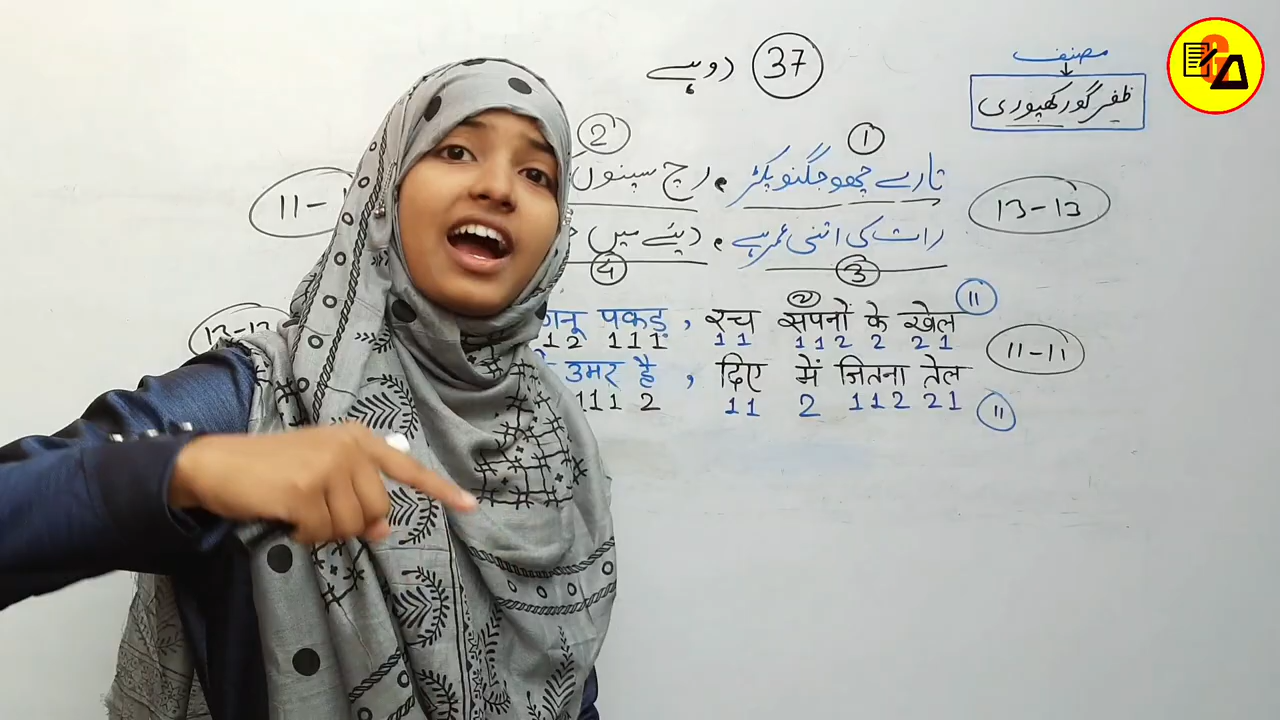 37 دوہے
مصنف
ظفر گورکھپوری
2 1
تارے چھو جگنو پکڑ ، رچ سپنوں
11 - 1 13 - 13
رات کی اتنی عمر ہے ، دیئے میں
4 3
13 - 13
पकड़ , रच सपनों के खेल 11
1 2 1 1 1 1 1 1 1 2 2 2 1
11 - 11
उमर है , दिए में जितना तेल
1 1 1 2 1 1 2 1 1 2 2 1 11